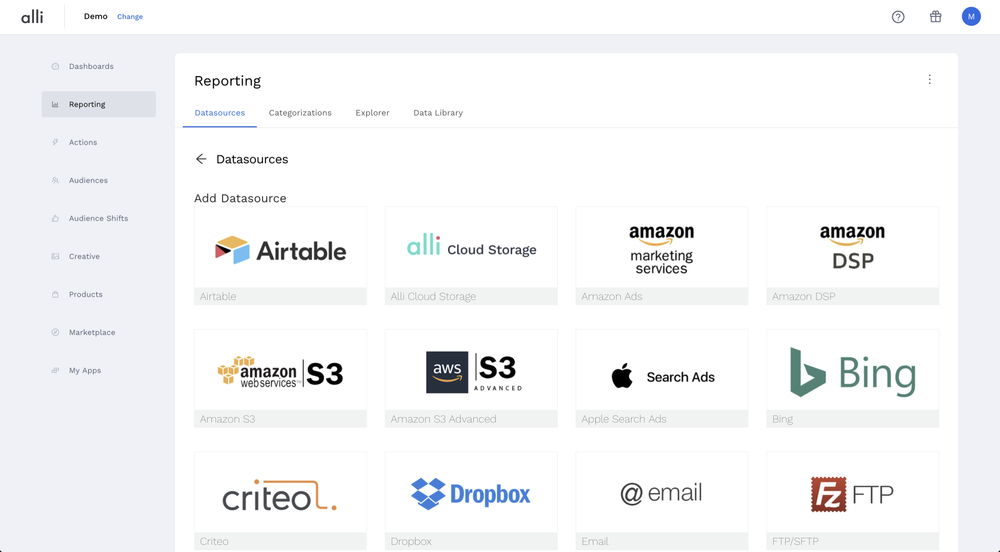 alli
Demo Change
M
Dashboards
Reporting
Actions
Audiences
Audience Shifts
Creative
Products
Marketplace
My Apps
Reporting
Datasources Categorizations Explorer Data Library
Datasources
Add Datasource
Airtable
Airtable
alli Cloud Storage
Alli Cloud Storage
amazon
marketing
services
Amazon Ads
amazon
DSP
Amazon DSP
amazon
webservices™
S3
Amazon S3
aws
S3
ADVANCED
Amazon S3 Advanced
Search Ads
Apple Search Ads
Bing
Bing
criteo
Criteo
Dropbox
Dropbox
@ email
Email
Fz FTP
FTP/SFTP